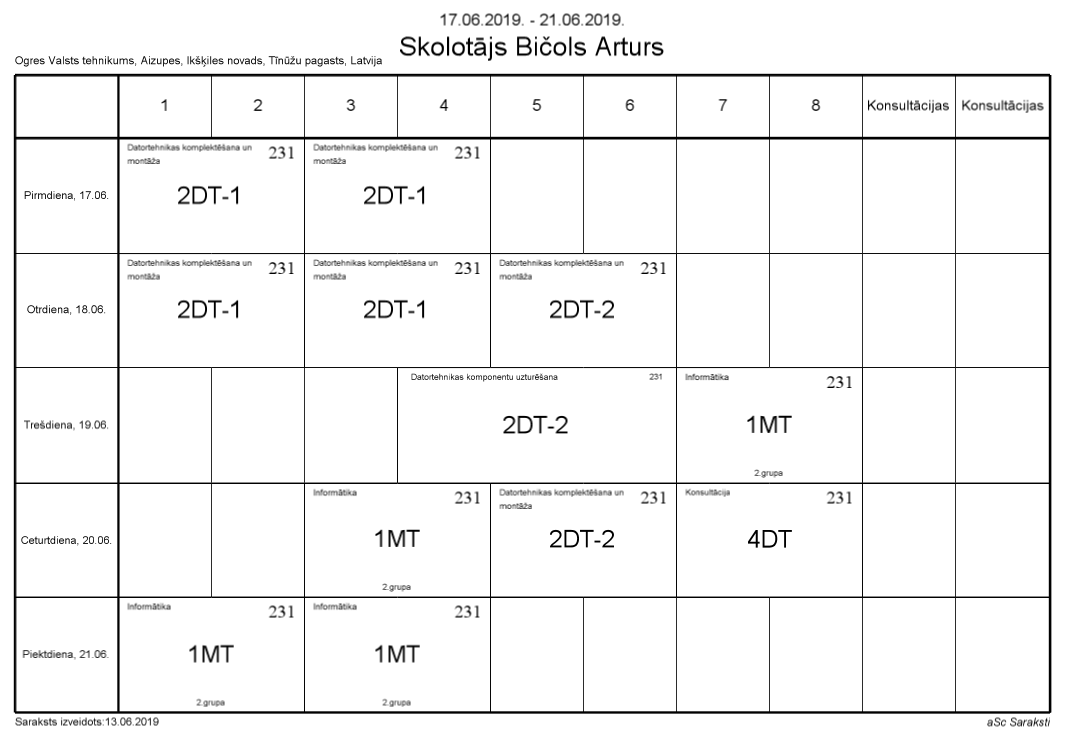 17.06.2019. - 21.06.2019.
Skolotājs Bičols Arturs
Ogres Valsts tehnikums, Aizupes, Ikšķiles novads, Tīnūžu pagasts, Latvija
1 2 3 4 5 6 7 8 Konsultācijas Konsultācijas
Pirmdiena, 17.06.
Datortehnikas komplektēšana un
montāža
231
2DT-1
Datortehnikas komplektēšana un
montāža
231
2DT-1
Otrdiena, 18.06.
Datortehnikas komplektēšana un
montāža
231
2DT-1
Datortehnikas komplektēšana un
montāža
231
2DT-1
Datortehnikas komplektēšana un
montāža
231
2DT-2
Trešdiena, 19.06.
Datortehnikas komponentu uzturēšana
231
2DT-2
Informātika
231
1MT
2.grupa
Ceturtdiena, 20.06.
Informātika
231
1MT
2.grupa
Datortehnikas komplektēšana un
montāža
231
2DT-2
Konsultācija
231
4DT
Piektdiena, 21.06.
Informātika
231
1MT
2.grupa
Informātika
231
1MT
2.grupa
Saraksts izveidots:13.06.2019
aSc Saraksti